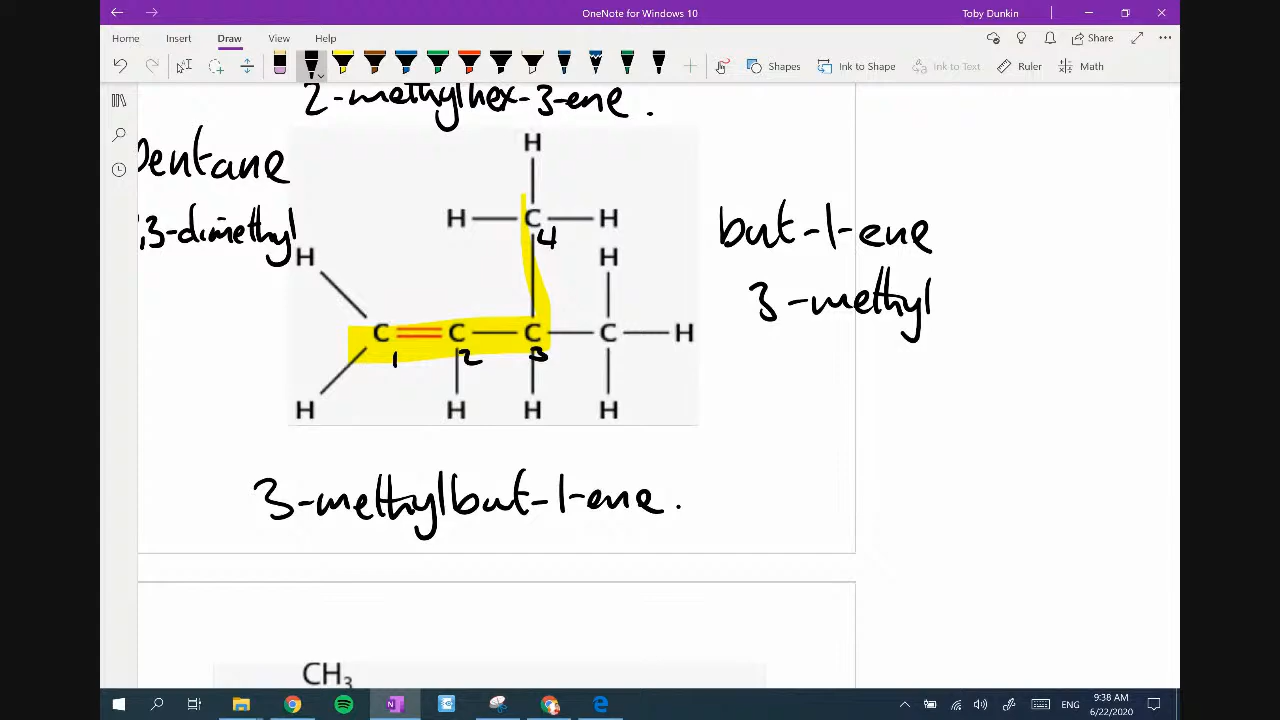 OneNote for Windows 10
Toby Dunkin
Home Insert Draw View Help
Share
Ink to Shape
Shapes
Ink to Text
Ruler
Math
2-methylhex-3-ene.
pentane
,3-dimethyl
H
H C H
4
H H
C C C C H
1 2 3
H H H H
but-1-ene
3-methyl
3-methylbut-1-ene.
CH₃
ENG
9:38 AM
6/22/2020